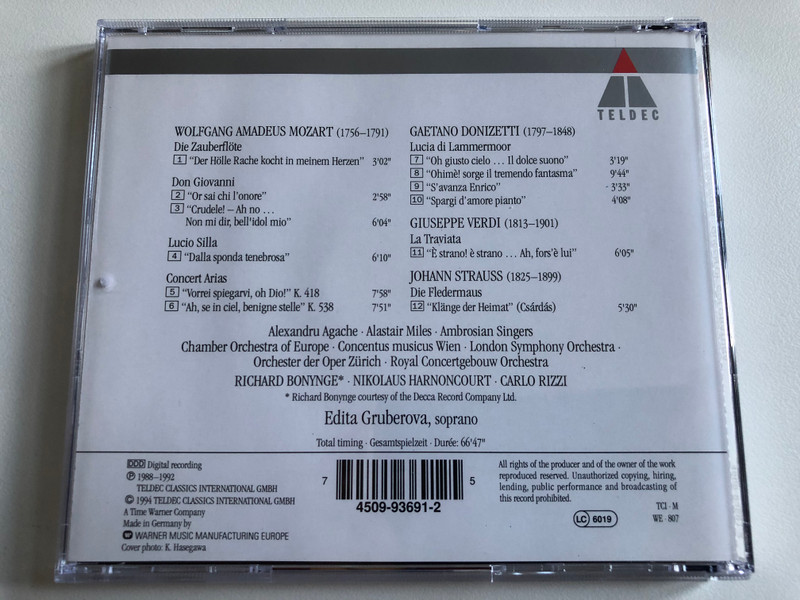 TELDEC
WOLFGANG AMADEUS MOZART (1756–1791)
Die Zauberflöte
1 “Der Hölle Rache kocht in meinem Herzen” 3'02"
Don Giovanni
2 “Or sai chi l'onore” 2'58"
3 “Crudele! – Ah no …
Non mi dir, bell'idol mio” 6'04"
Lucio Silla
4 “Dalla sponda tenebrosa” 6'10"
Concert Arias
5 “Vorrei spiegarvi, oh Dio!” K. 418 7'58"
6 “Ah, se in ciel, benigne stelle” K. 538 7'51"
GAETANO DONIZETTI (1797–1848)
Lucia di Lammermoor
7 “Oh giusto cielo … Il dolce suono” 3'19"
8 “Ohimè! sorge il tremendo fantasma” 9'44"
9 “S'avanza Enrico” 3'33"
10 “Spargi d'amore pianto” 4'08"
GIUSEPPE VERDI (1813–1901)
La Traviata
11 “È strano! è strano … Ah, fors'è lui” 6'05"
JOHANN STRAUSS (1825–1899)
Die Fledermaus
12 “Klänge der Heimat” (Csárdás) 5'30"
Alexandru Agache · Alastair Miles · Ambrosian Singers
Chamber Orchestra of Europe · Concentus musicus Wien · London Symphony Orchestra ·
Orchester der Oper Zürich · Royal Concertgebouw Orchestra
RICHARD BONYNGE* · NIKOLAUS HARNONCOURT · CARLO RIZZI
* Richard Bonynge courtesy of the Decca Record Company Ltd.
Edita Gruberova, soprano
Total timing · Gesamtspielzeit · Durée: 66'47"
DDD Digital recording
℗ 1988–1992
TELDEC CLASSICS INTERNATIONAL GMBH
© 1994 TELDEC CLASSICS INTERNATIONAL GMBH
A Time Warner Company
Made in Germany by
WARNER MUSIC MANUFACTURING EUROPE
Cover photo: K. Hasegawa
7 5
4509-93691-2
All rights of the producer and of the owner of the work
reproduced reserved. Unauthorized copying, hiring,
lending, public performance and broadcasting of
this record prohibited.
TCI · M
LC 6019
WE · 807